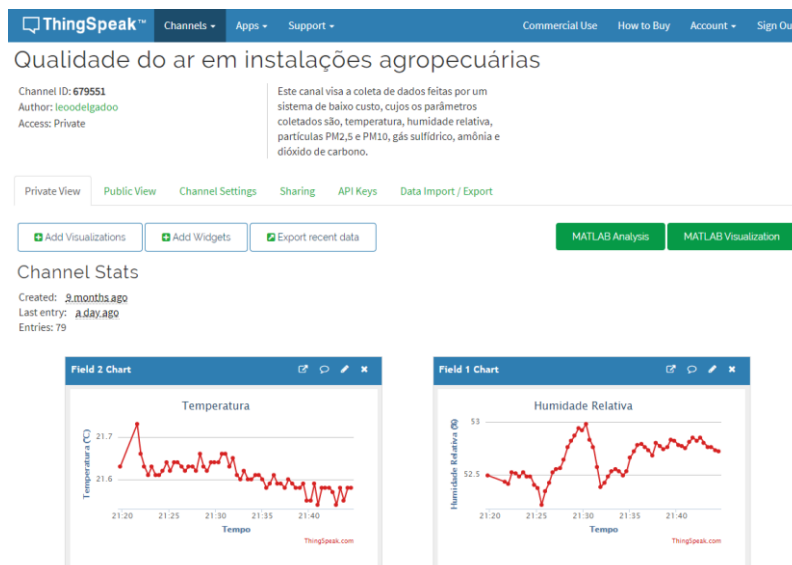 ThingSpeak™ Channels Apps Support Commercial Use How to Buy Account Sign Ou
Qualidade do ar em instalações agropecuárias
Channel ID: 679551
Author: leoodelgadoo
Access: Private
Este canal visa a coleta de dados feitas por um
sistema de baixo custo, cujos os parâmetros
coletados são, temperatura, humidade relativa,
partículas PM2,5 e PM10, gás sulfídrico, amônia e
dióxido de carbono.
Private View Public View Channel Settings Sharing API Keys Data Import / Export
Add Visualizations Add Widgets Export recent data MATLAB Analysis MATLAB Visualization
Channel Stats
Created: 9 months ago
Last entry: a day ago
Entries: 79
Field 2 Chart
Temperatura
Temperatura (°C)
21.7
21.6
21:20 21:25 21:30 21:35 21:40
Tempo
ThingSpeak.com
Field 1 Chart
Humidade Relativa
Humidade Relativa (%)
53
52.5
21:20 21:25 21:30 21:35 21:40
Tempo
ThingSpeak.com